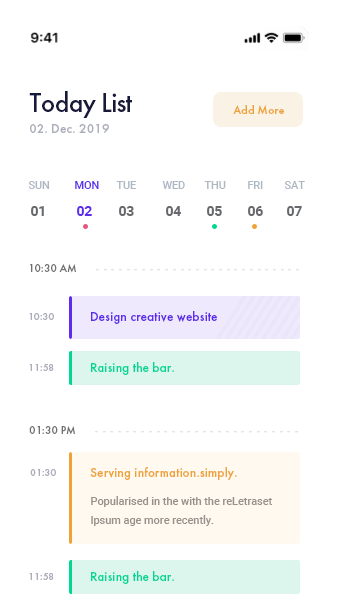 9:41
Today List
Add More
02. Dec. 2019
SUN MON TUE WED THU FRI SAT
01 02 03 04 05 06 07
10:30 AM
10:30 Design creative website
11:58 Raising the bar.
01:30 PM
01:30 Serving information.simply.
Popularised in the with the reLetraset
Ipsum age more recently.
11:58 Raising the bar.